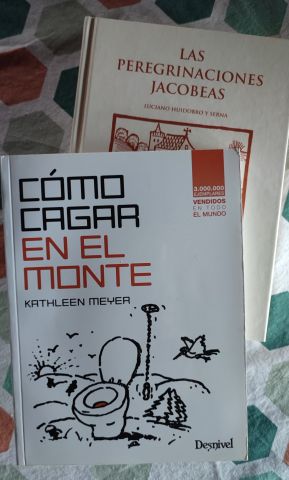 LAS
PEREGRINACIONES
JACOBEAS
LUCIANO HUIDOBRO Y SERNA
CÓMO
CAGAR
EN EL
MONTE
KATHLEEN MEYER
3.000.000
EJEMPLARES
VENDIDOS
EN TODO
EL MUNDO
Desnivel